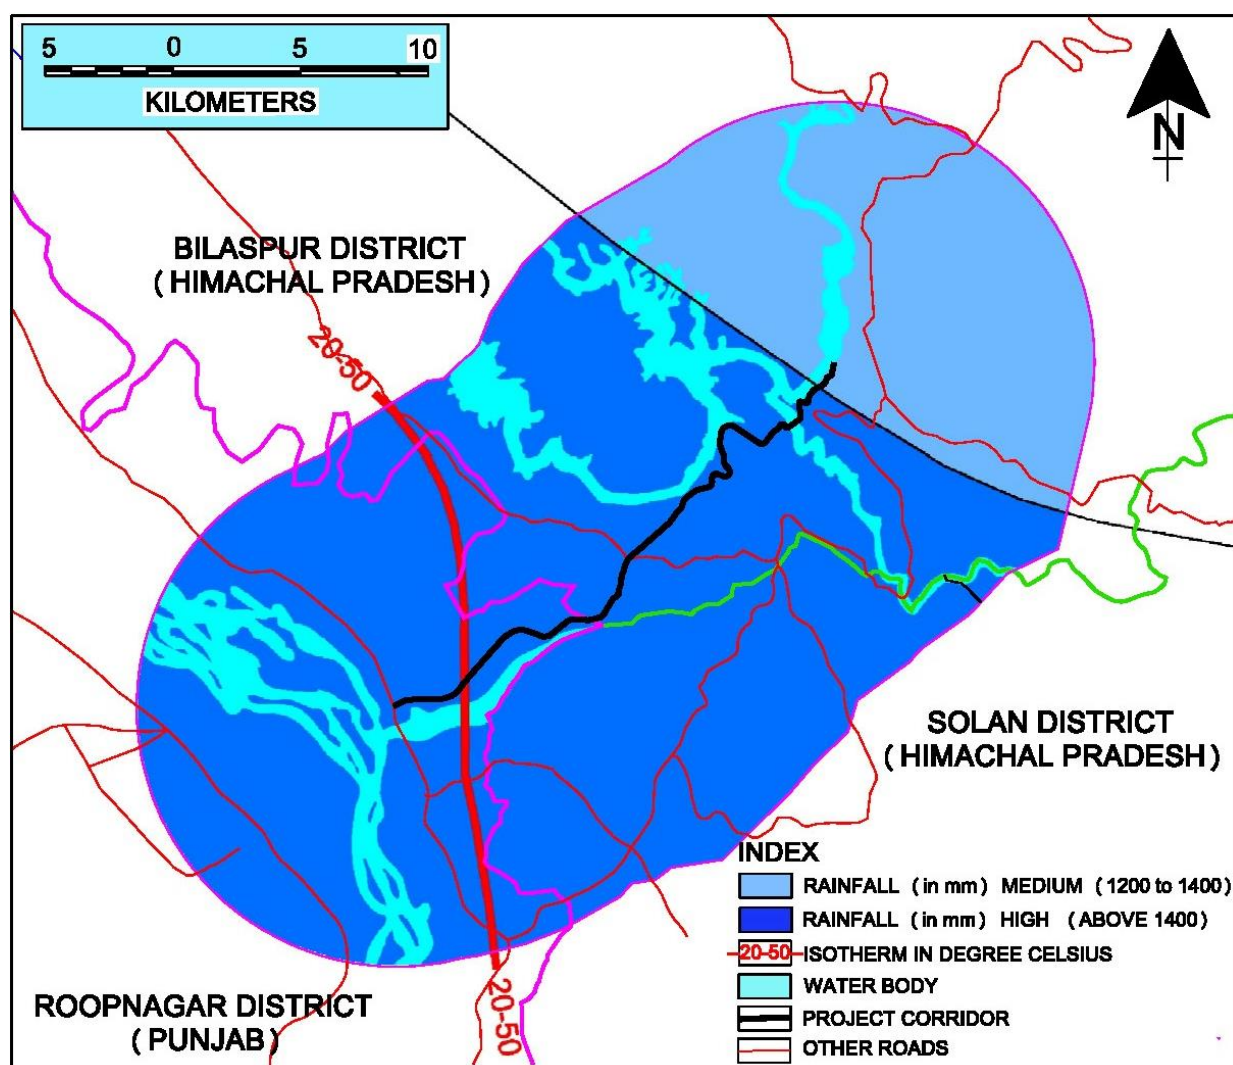 5 0 5 10
KILOMETERS
N
BILASPUR DISTRICT
( HIMACHAL PRADESH )
20-50
SOLAN DISTRICT
( HIMACHAL PRADESH )
ROOPNAGAR DISTRICT
( PUNJAB )
20-50
INDEX
RAINFALL ( in mm ) MEDIUM ( 1200 to 1400)
RAINFALL ( in mm ) HIGH ( ABOVE 1400 )
20-50 ISOTHERM IN DEGREE CELSIUS
WATER BODY
PROJECT CORRIDOR
OTHER ROADS